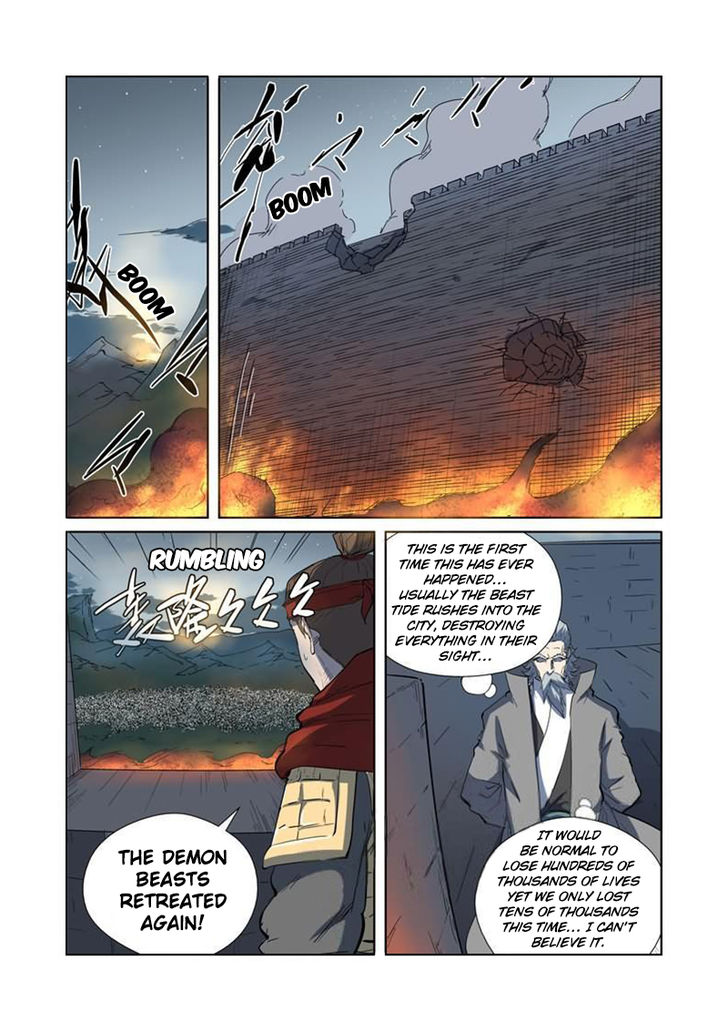 BOOM
BOOM
RUMBLING
THE DEMON
BEASTS
RETREATED
AGAIN!
THIS IS THE FIRST
TIME THIS HAS EVER
HAPPENED...
USUALLY THE BEAST
TIDE RUSHES INTO THE
CITY, DESTROYING
EVERYTHING IN THEIR
SIGHT...
IT WOULD
BE NORMAL TO
LOSE HUNDREDS OF
THOUSANDS OF LIVES
YET WE ONLY LOST
TENS OF THOUSANDS
THIS TIME... I CAN'T
BELIEVE IT.